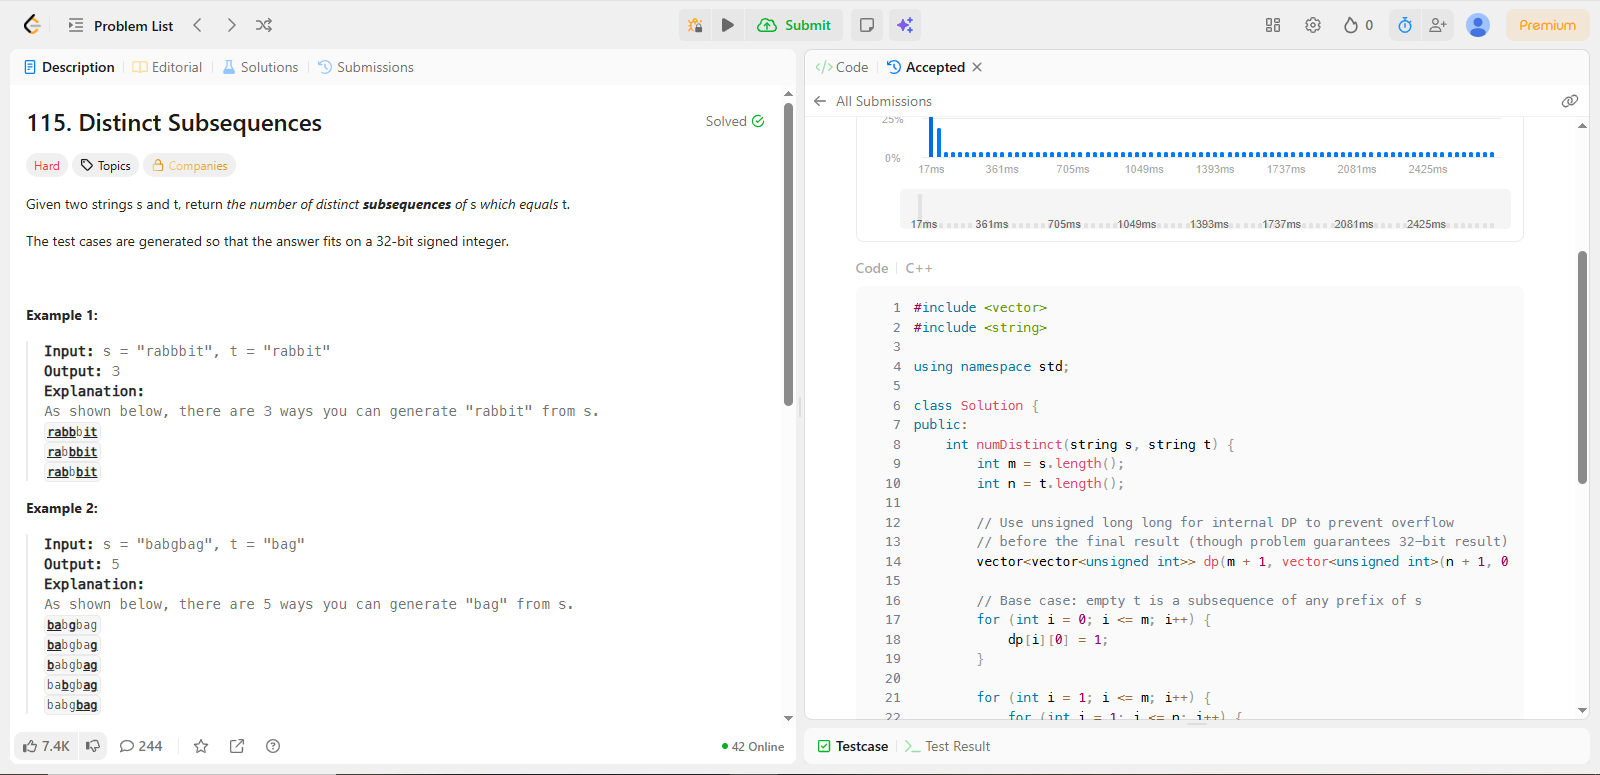 Problem List
Submit
0
Premium
Description
Editorial
Solutions
Submissions
115. Distinct Subsequences
Solved
Hard
Topics
Companies
Given two strings s and t, return the number of distinct subsequences of s which equals t.
The test cases are generated so that the answer fits on a 32-bit signed integer.
Example 1:
Input: s = "rabbbit", t = "rabbit"
Output: 3
Explanation:
As shown below, there are 3 ways you can generate "rabbit" from s.
rabbbit
rabbbit
rabbbit
Example 2:
Input: s = "babgbag", t = "bag"
Output: 5
Explanation:
As shown below, there are 5 ways you can generate "bag" from s.
babgbag
babgbag
babgbag
babgbag
babgbag
7.4K
244
42 Online
Code
Accepted
All Submissions
25%
0%
17ms 361ms 705ms 1049ms 1393ms 1737ms 2081ms 2425ms
17ms 361ms 705ms 1049ms 1393ms 1737ms 2081ms 2425ms
Code C++
1 #include <vector>
2 #include <string>
3
4 using namespace std;
5
6 class Solution {
7 public:
8 int numDistinct(string s, string t) {
9 int m = s.length();
10 int n = t.length();
11
12 // Use unsigned long long for internal DP to prevent overflow
13 // before the final result (though problem guarantees 32-bit result)
14 vector<vector<unsigned int>> dp(m + 1, vector<unsigned int>(n + 1, 0
15
16 // Base case: empty t is a subsequence of any prefix of s
17 for (int i = 0; i <= m; i++) {
18 dp[i][0] = 1;
19 }
20
21 for (int i = 1; i <= m; i++) {
22 for (int j = 1; j <= n; j++) {
Testcase
Test Result